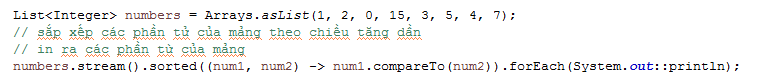 List<Integer> numbers = Arrays.asList(1, 2, 0, 15, 3, 5, 4, 7);
// sắp xếp các phần tử của mảng theo chiều tăng dần
// in ra các phần tử của mảng
numbers.stream().sorted((num1, num2) -> num1.compareTo(num2)).forEach(System.out::println);